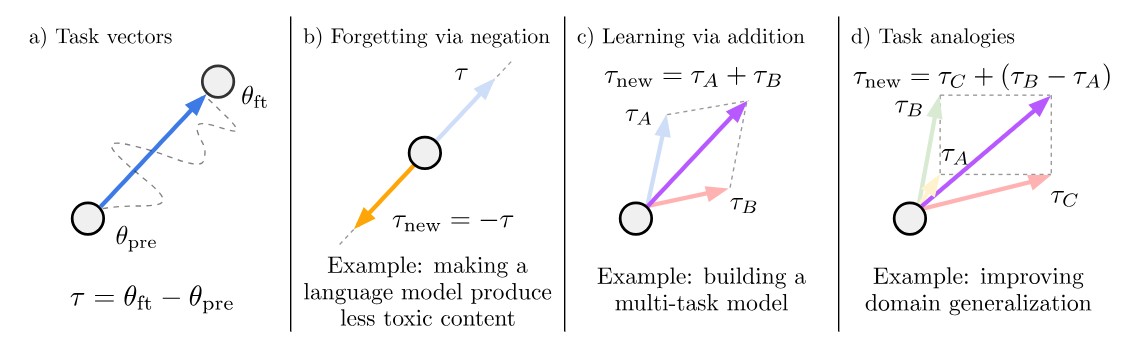 a) Task vectors
θ_ft
θ_pre
τ = θ_ft − θ_pre
b) Forgetting via negation
τ
τ_new = −τ
Example: making a
language model produce
less toxic content
c) Learning via addition
τ_new = τ_A + τ_B
τ_A
τ_B
Example: building a
multi-task model
d) Task analogies
τ_new = τ_C + (τ_B − τ_A)
τ_B
τ_A
τ_C
Example: improving
domain generalization